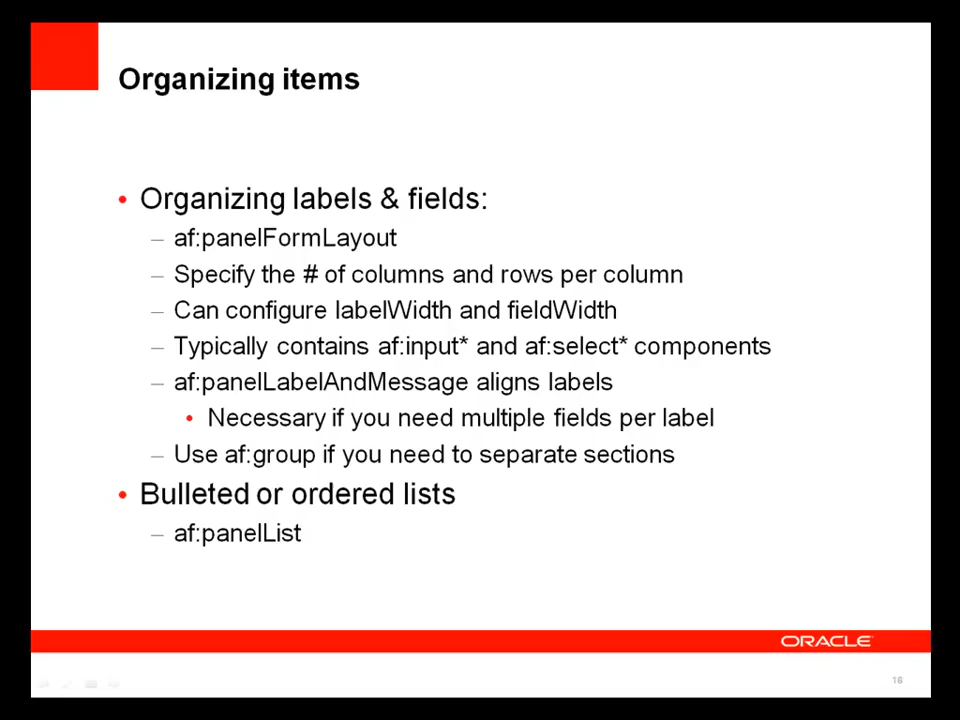 Organizing items
• Organizing labels & fields:
– af:panelFormLayout
– Specify the # of columns and rows per column
– Can configure labelWidth and fieldWidth
– Typically contains af:input* and af:select* components
– af:panelLabelAndMessage aligns labels
• Necessary if you need multiple fields per label
– Use af:group if you need to separate sections
• Bulleted or ordered lists
– af:panelList
ORACLE
16